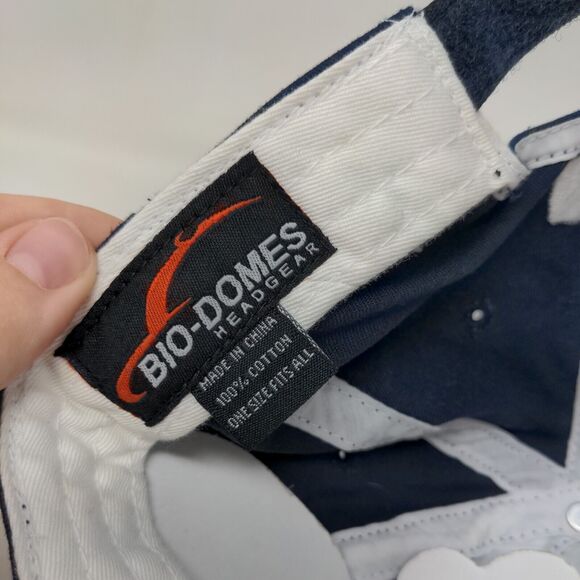 BIO-DOMES
HEADGEAR
MADE IN CHINA
100% COTTON
ONE SIZE FITS ALL